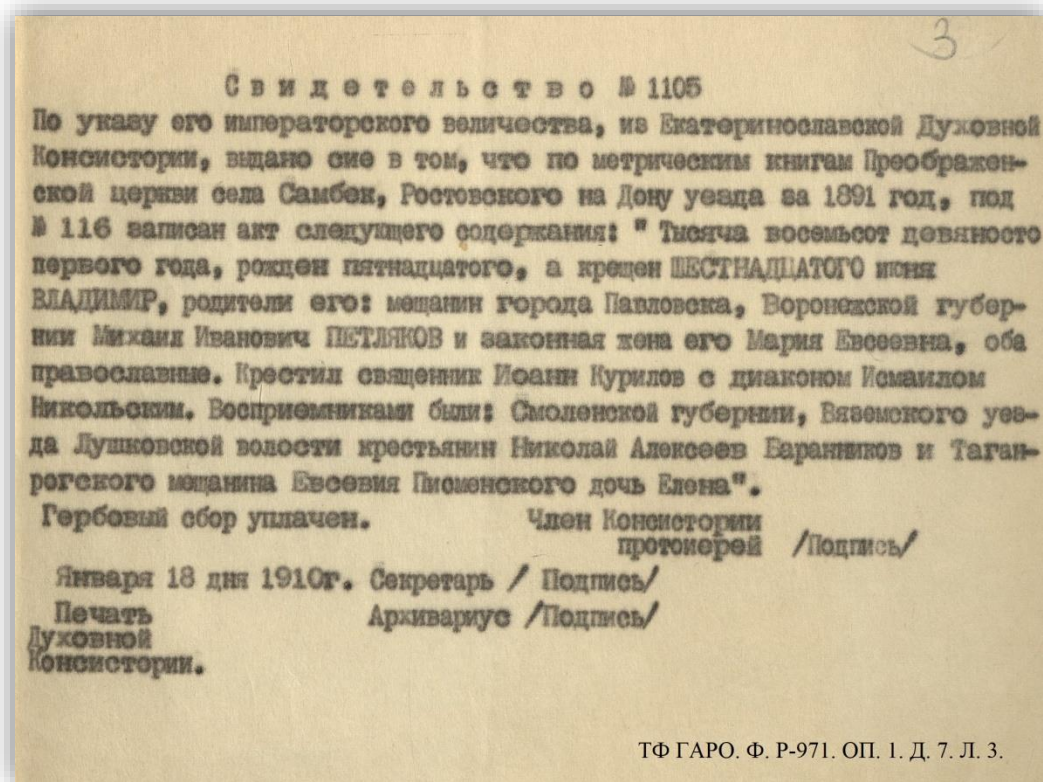 3
Свидетельство № 1105
По указу его императорского величества, из Екатеринославской Духовной
Консистории, выдано сие в том, что по метрическим книгам Преображен-
ской церкви села Самбек, Ростовского на Дону уезда за 1891 год, под
№ 116 записан акт следующего содержания: " Тысяча восемьсот девяносто
первого года, рожден пятнадцатого, а крещен ШЕСТНАДЦАТОГО июня
ВЛАДИМИР, родители его: мещанин города Павловска, Воронежской губер-
нии Михаил Иванович ПЕТЛЯКОВ и законная жена его Мария Евсеевна, оба
православные. Крестил священник Иоанн Курилов с диаконом Исмаилом
Никольским. Восприемниками были: Смоленской губернии, Вяземского уез-
да Лушковской волости крестьянин Николай Алексеев Баранников и Таган-
рогского мещанина Евсевия Писменского дочь Елена".
Гербовый сбор уплачен. Член Консистории
протоиерей /Подпись/
Января 18 дня 1910г. Секретарь / Подпись/
Печать Архивариус /Подпись/
Духовной
Консистории.
ТФ ГАРО. Ф. Р-971. ОП. 1. Д. 7. Л. 3.